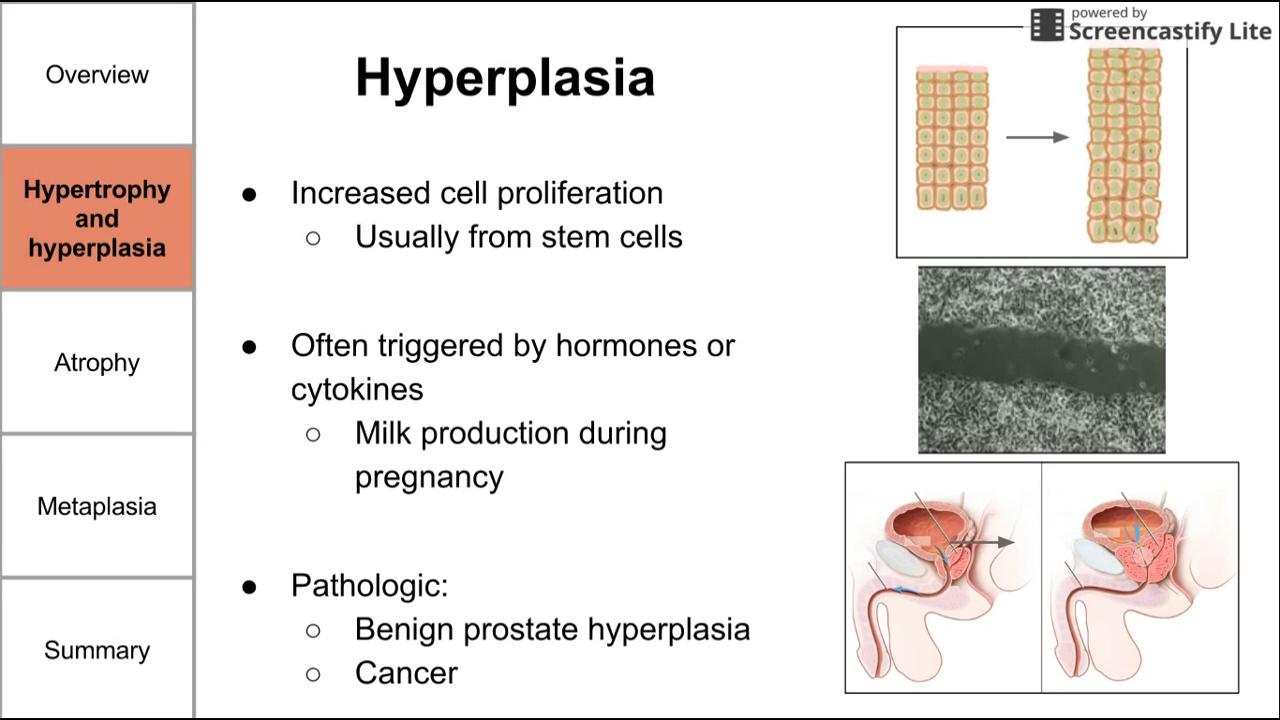 powered by
Screencastify Lite
Overview
Hypertrophy
and
hyperplasia
Atrophy
Metaplasia
Summary
Hyperplasia
● Increased cell proliferation
○ Usually from stem cells
● Often triggered by hormones or
cytokines
○ Milk production during
pregnancy
● Pathologic:
○ Benign prostate hyperplasia
○ Cancer